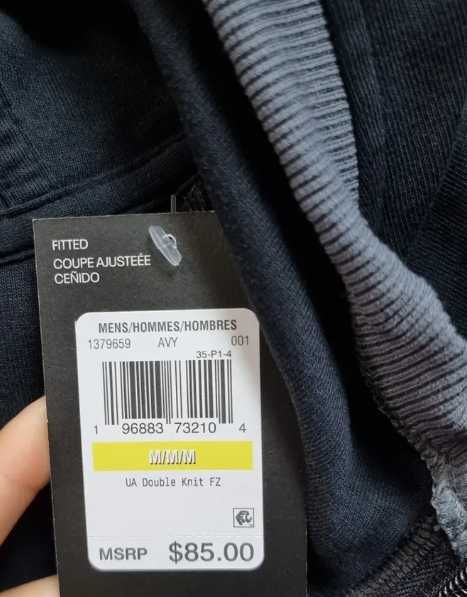 FITTED
COUPE AJUSTEÉE
CEÑIDO
MENS/HOMMES/HOMBRES
1379659 AVY 001
35-P1-4
1 96883 73210 4
M/M/M
UA Double Knit FZ
MSRP $85.00